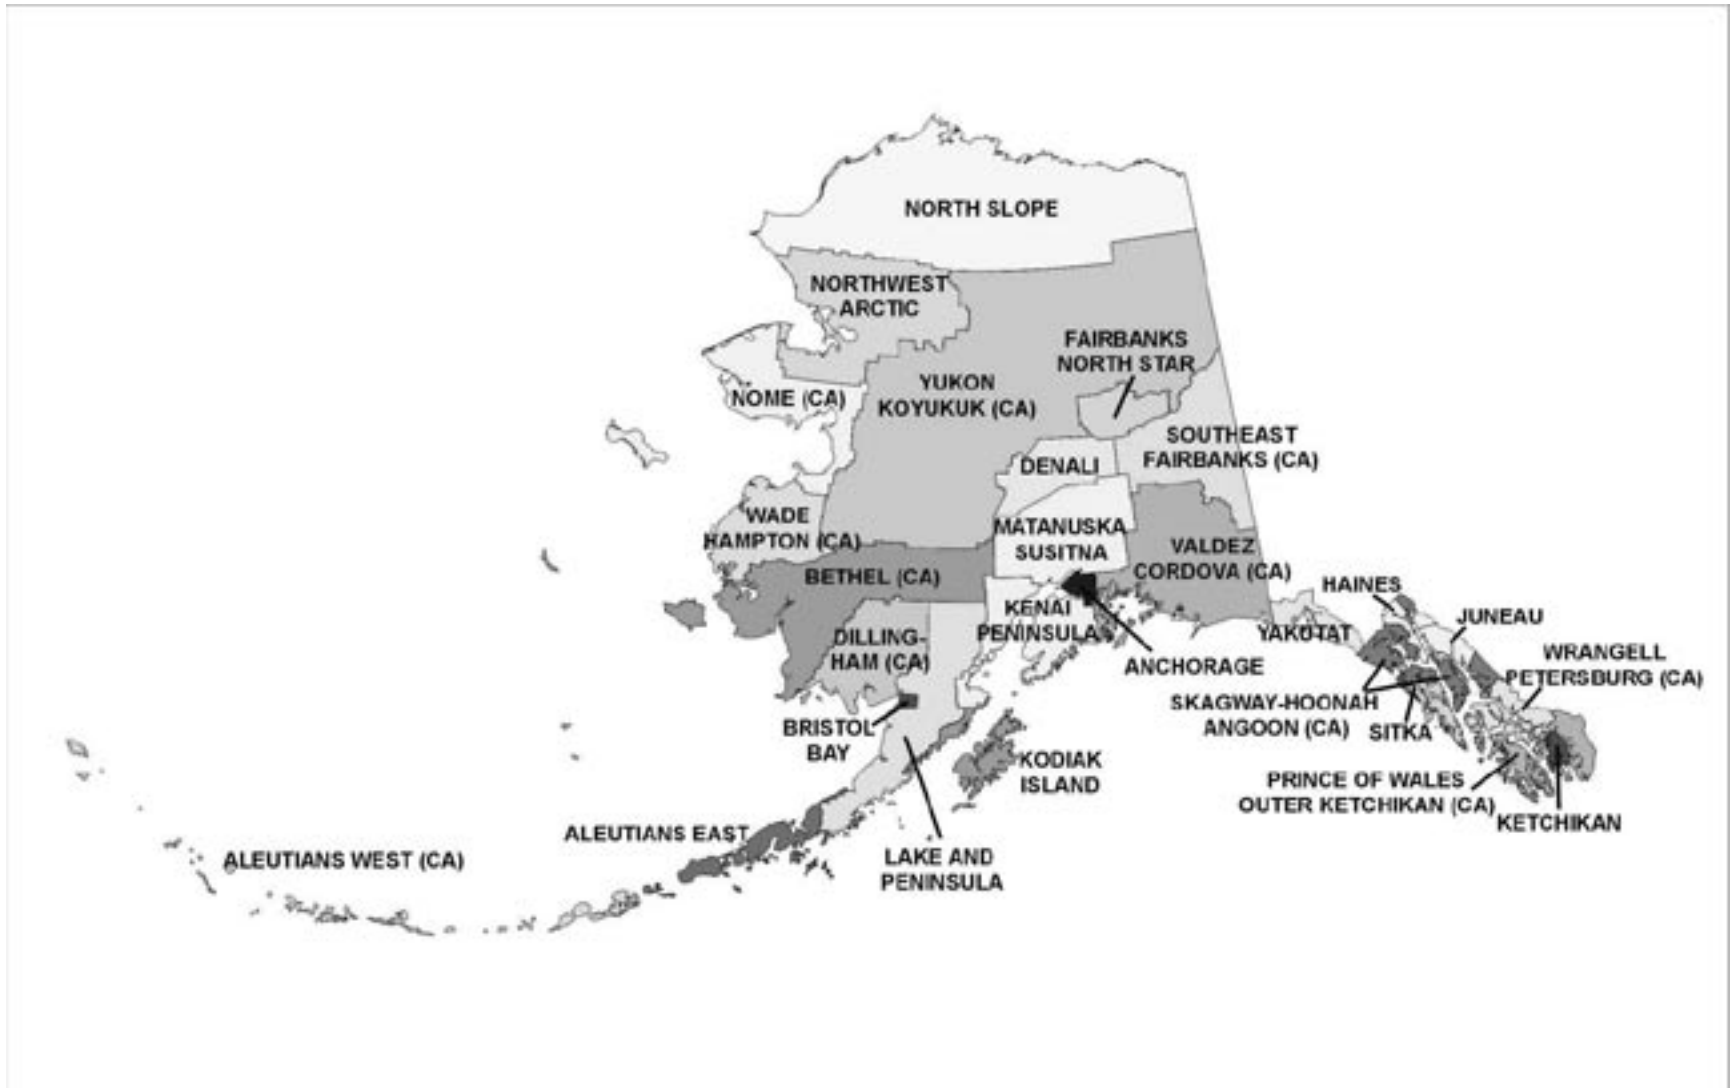 NORTH SLOPE
NORTHWEST
ARCTIC
FAIRBANKS
NORTH STAR
YUKON
KOYUKUK (CA)
NOME (CA)
SOUTHEAST
FAIRBANKS (CA)
DENALI
WADE
HAMPTON (CA)
MATANUSKA
SUSITNA
VALDEZ
CORDOVA (CA)
BETHEL (CA)
HAINES
KENAI
PENINSULA
JUNEAU
DILLING-
HAM (CA)
YAKUTAT
ANCHORAGE
WRANGELL
PETERSBURG (CA)
SKAGWAY-HOONAH
ANGOON (CA)
SITKA
BRISTOL
BAY
KODIAK
ISLAND
PRINCE OF WALES
OUTER KETCHIKAN (CA)
KETCHIKAN
ALEUTIANS EAST
ALEUTIANS WEST (CA)
LAKE AND
PENINSULA